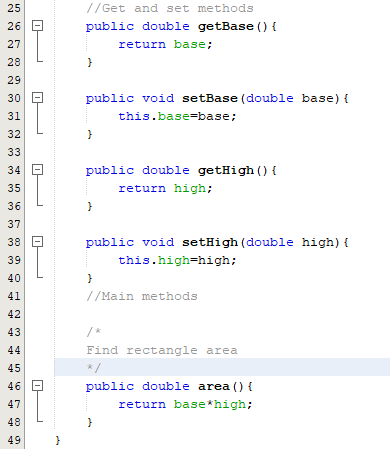 25 //Get and set methods
26 public double getBase(){
27 return base;
28 }
29
30 public void setBase(double base){
31 this.base=base;
32 }
33
34 public double getHigh(){
35 return high;
36 }
37
38 public void setHigh(double high){
39 this.high=high;
40 }
41 //Main methods
42
43 /*
44 Find rectangle area
45 */
46 public double area(){
47 return base*high;
48 }
49 }